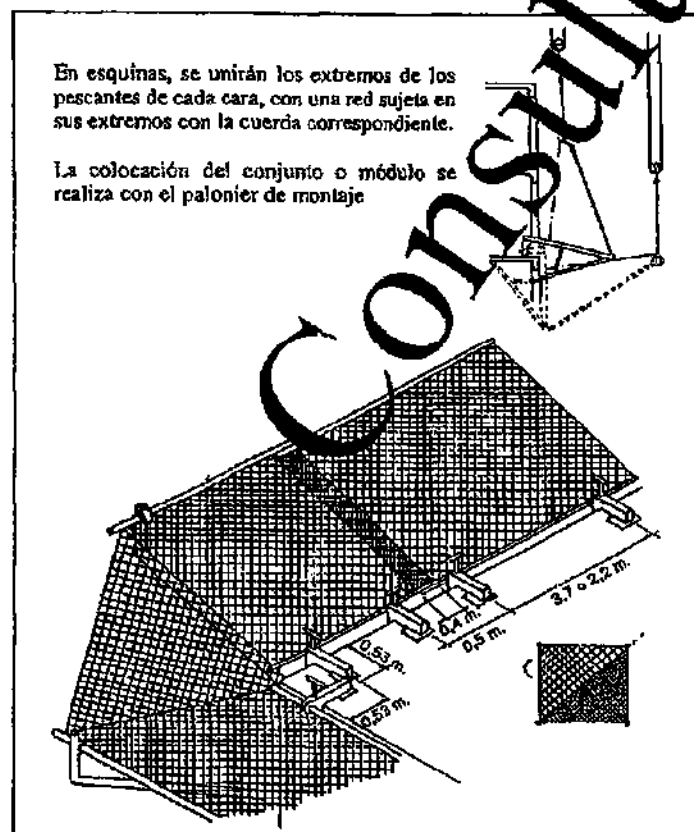 En esquinas, se unirán los extremos de los
pescantes de cada cara, con una red sujeta en
sus extremos con la cuerda correspondiente.
La colocación del conjunto o módulo se
realiza con el palonier de montaje
Consul
3,7 o 2,2 m.
0,4 m.
0,5 m.
0,53 m.
A
0,53 m.